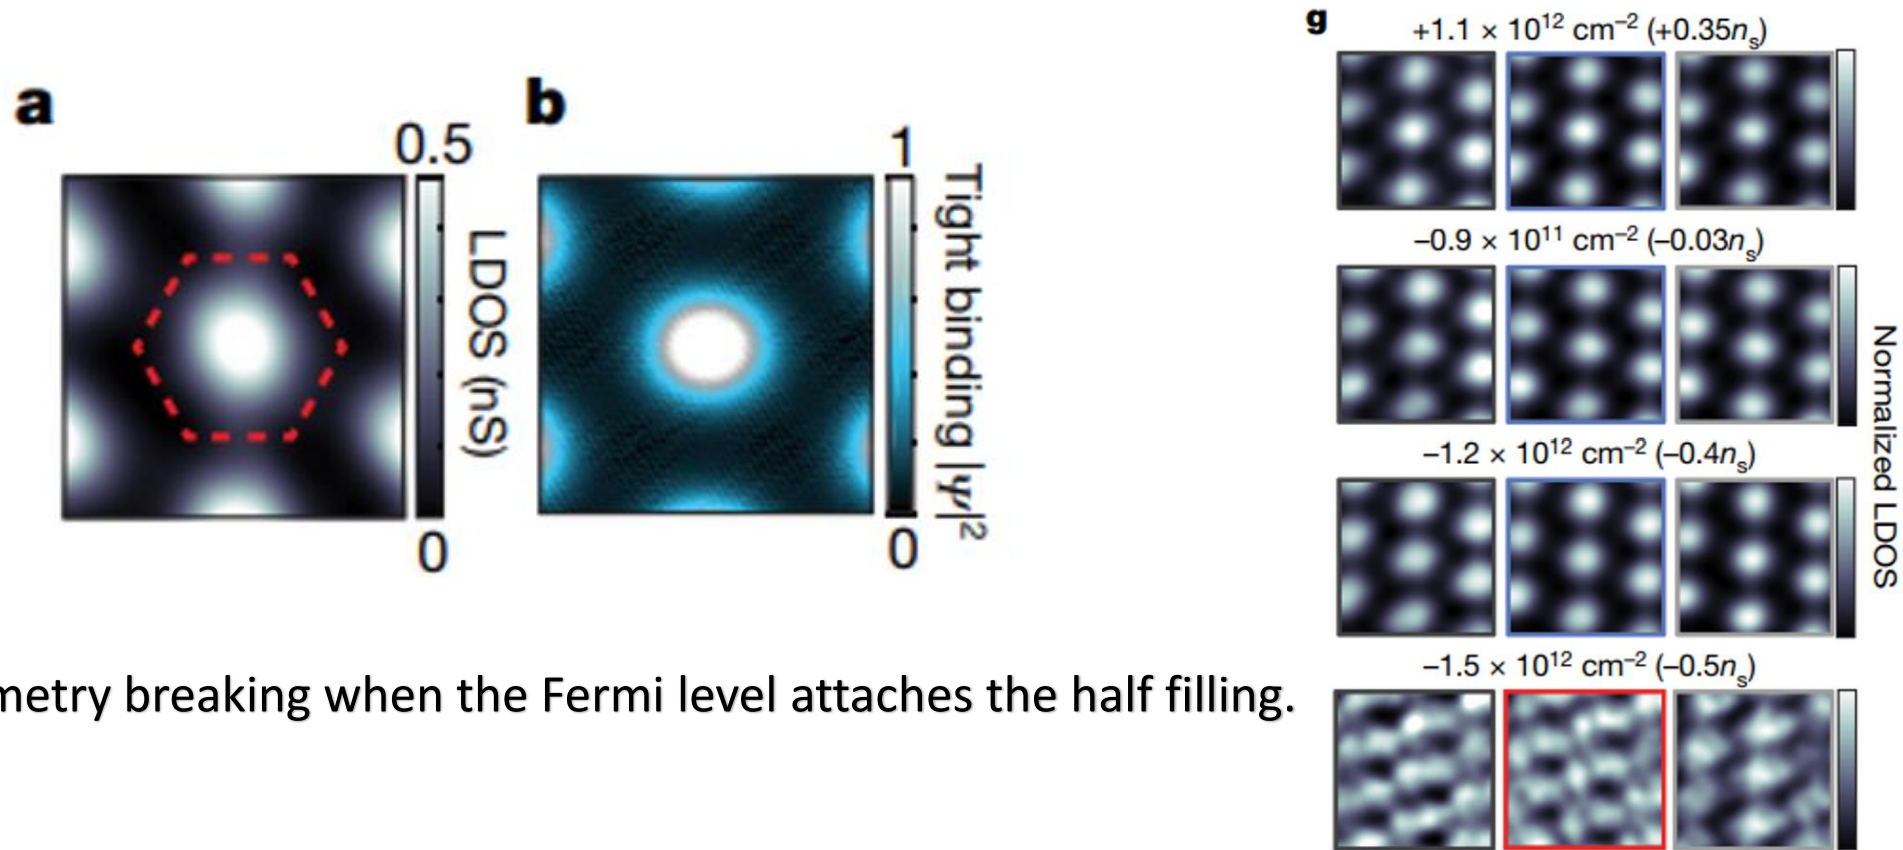 a
0.5
LDOS (nS)
0
b
1
Tight binding |ψ|²
0
metry breaking when the Fermi level attaches the half filling.
g
+1.1 × 10¹² cm⁻² (+0.35nₛ)
−0.9 × 10¹¹ cm⁻² (−0.03nₛ)
−1.2 × 10¹² cm⁻² (−0.4nₛ)
−1.5 × 10¹² cm⁻² (−0.5nₛ)
Normalized LDOS